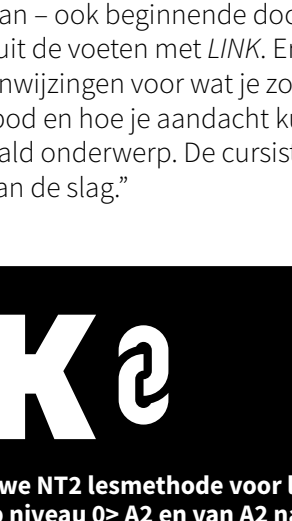 an – ook beginnende doc
uit de voeten met LINK. En
nwijzingen voor wat je zo
ood en hoe je aandacht ku
ald onderwerp. De cursist
an de slag.”
K
we NT2 lesmethode voor l
niveau 0> A2 en van A2 na